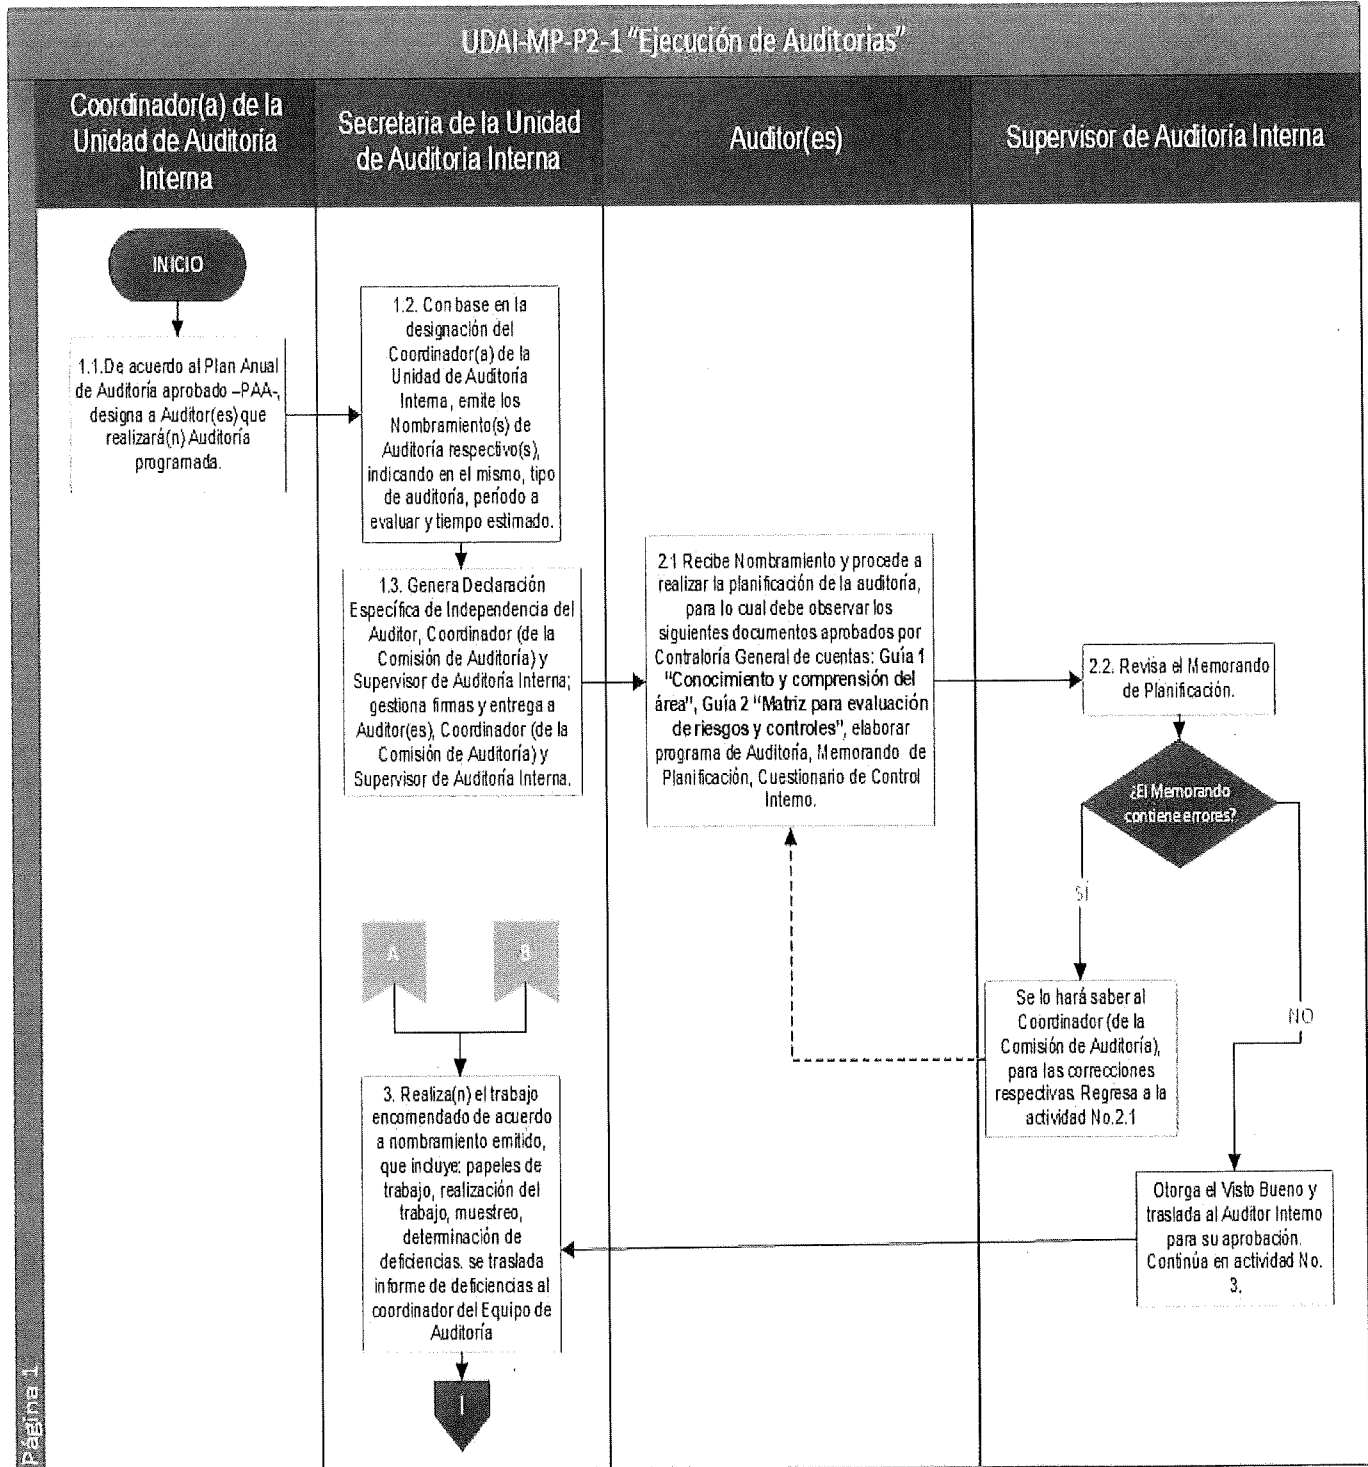 UDAI-MP-P2-1 “Ejecución de Auditorias”
Coordinador(a) de la
Unidad de Auditoría
Interna
Secretaria de la Unidad
de Auditoría Interna
Auditor(es)
Supervisor de Auditoría Interna
INICIO
1.1.De acuerdo al Plan Anual
de Auditoría aprobado –PAA-,
designa a Auditor(es) que
realizará(n) Auditoría
programada.
1.2. Con base en la
designación del
Coordinador(a) de la
Unidad de Auditoría
Interna, emite los
Nombramiento(s) de
Auditoría respectivo(s),
indicando en el mismo, tipo
de auditoría, período a
evaluar y tiempo estimado.
1.3. Genera Declaración
Específica de Independencia del
Auditor, Coordinador (de la
Comisión de Auditoría) y
Supervisor de Auditoría Interna;
gestiona firmas y entrega a
Auditor(es), Coordinador (de la
Comisión de Auditoría) y
Supervisor de Auditoría Interna.
2.1 Recibe Nombramiento y procede a
realizar la planificación de la auditoría,
para lo cual debe observar los
siguientes documentos aprobados por
Contraloría General de cuentas: Guía 1
“Conocimiento y comprensión del
área”, Guía 2 “Matriz para evaluación
de riesgos y controles”, elaborar
programa de Auditoría, Memorando de
Planificación, Cuestionario de Control
Interno.
2.2. Revisa el Memorando
de Planificación.
¿El Memorando
contiene errores?
SÍ
NO
Se lo hará saber al
Coordinador (de la
Comisión de Auditoría),
para las correcciones
respectivas. Regresa a la
actividad No.2.1
Otorga el Visto Bueno y
traslada al Auditor Interno
para su aprobación.
Continúa en actividad No.
3.
A
B
3. Realiza(n) el trabajo
encomendado de acuerdo
a nombramiento emitido,
que incluye: papeles de
trabajo, realización del
trabajo, muestreo,
determinación de
deficiencias. se traslada
informe de deficiencias al
coordinador del Equipo de
Auditoría
I
Página 1